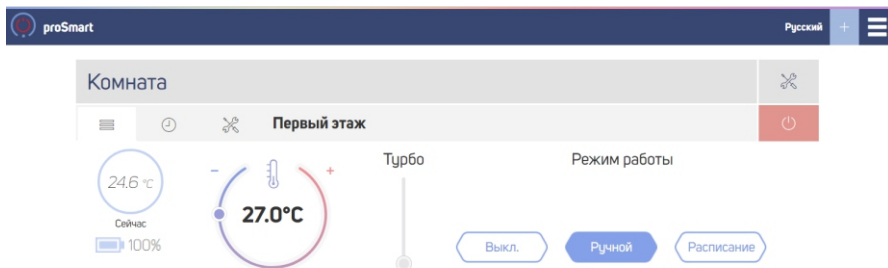 proSmart
Русский +
Комната
Первый этаж
Турбо
Режим работы
24.6 °C
- +
27.0°C
Сейчас
100%
Выкл.
Ручной
Расписание